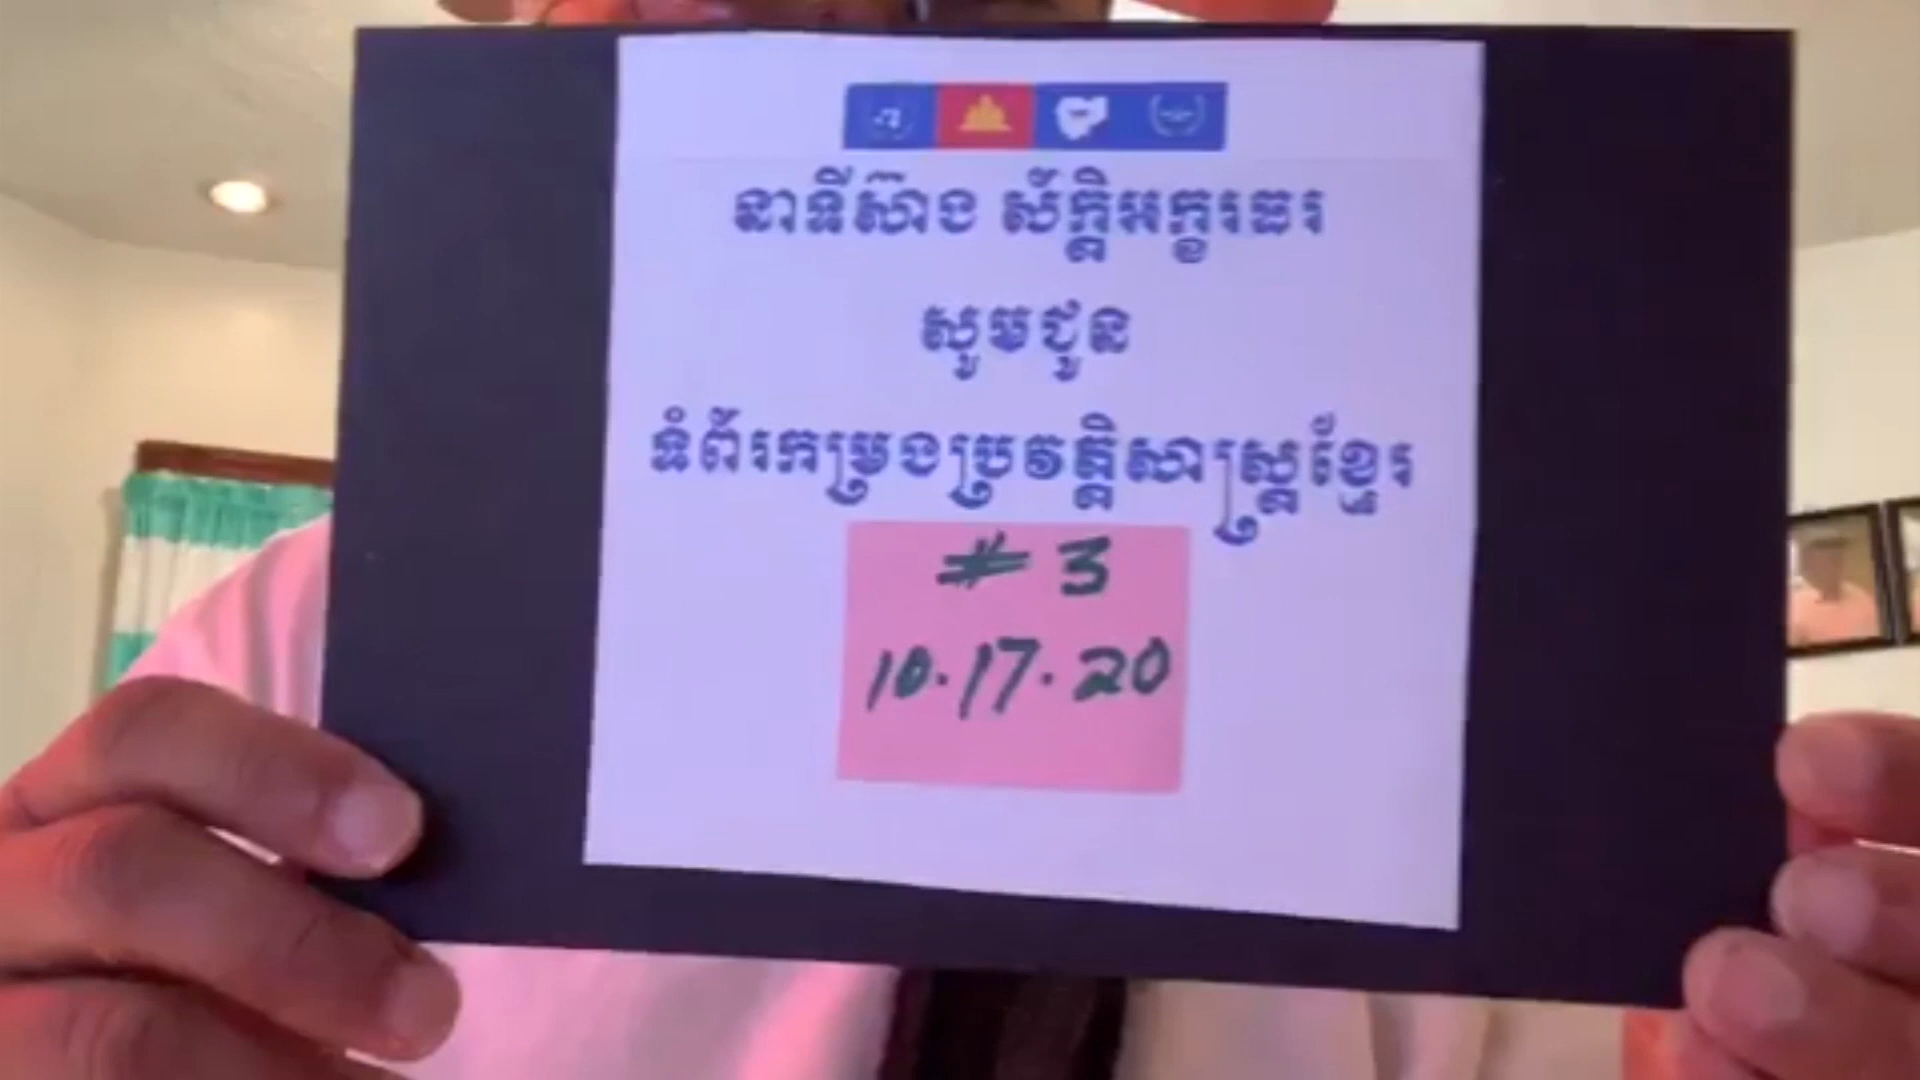 នាទីស៊ាង ស័ក្តិអក្ខរធរ
សូមជូន
ទំព័រកម្រងប្រវត្តិសាស្ត្រខ្មែរ
# 3
10.17.20